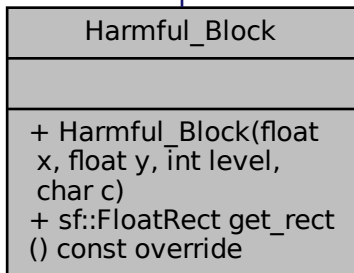 Harmful_Block
+ Harmful_Block(float
x, float y, int level,
char c)
+ sf::FloatRect get_rect
() const override